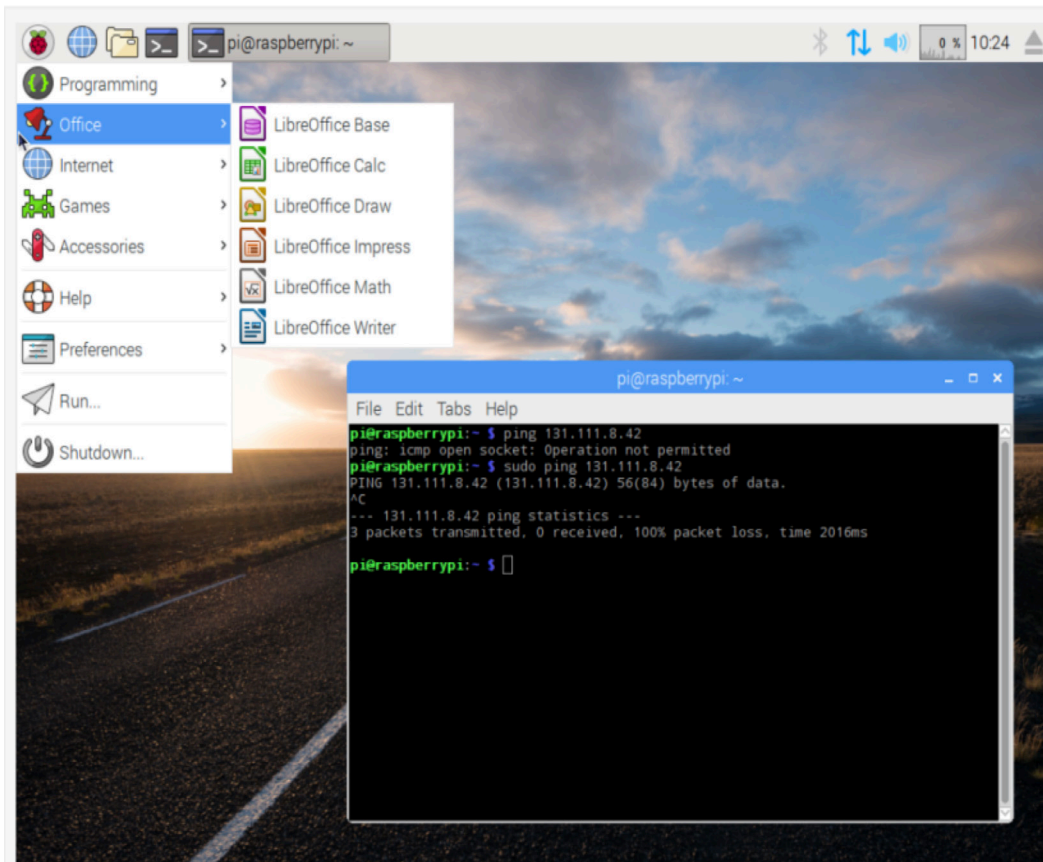 pi@raspberrypi: ~
0 %
10:24
Programming
Office
Internet
Games
Accessories
Help
Preferences
Run...
Shutdown...
LibreOffice Base
LibreOffice Calc
LibreOffice Draw
LibreOffice Impress
LibreOffice Math
LibreOffice Writer
pi@raspberrypi: ~
File Edit Tabs Help
pi@raspberrypi:~ $ ping 131.111.8.42
ping: icmp open socket: Operation not permitted
pi@raspberrypi:~ $ sudo ping 131.111.8.42
PING 131.111.8.42 (131.111.8.42) 56(84) bytes of data.
^C
--- 131.111.8.42 ping statistics ---
3 packets transmitted, 0 received, 100% packet loss, time 2016ms
pi@raspberrypi:~ $